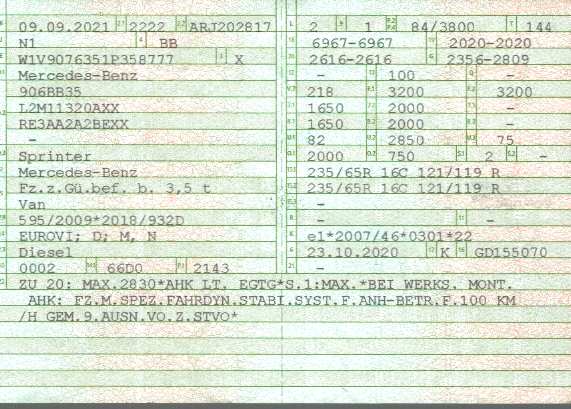 09.09.2021 2222 ARJ202817
N1 BB
W1V9076351P358777 X
Mercedes-Benz
906BB35
L2M11320AXX
RE3AA2A2BEXX
-
Sprinter
Mercedes-Benz
Fz.z.Gü.bef. b. 3,5 t
Van
595/2009*2018/932D
EUROVI; D; M, N
Diesel
0002 66D0 2143
2 1 84/3800 144
6967-6967 2020-2020
2616-2616 2356-2809
- 100 -
218 3200 3200
1650 2000 -
1650 2000 -
82 2850 75
2000 750 2 -
235/65R 16C 121/119 R
235/65R 16C 121/119 R
-
- -
e1*2007/46*0301*22
23.10.2020 K GD155070
-
ZU 20: MAX.2830*AHK LT. EGTG*S.1:MAX.*BEI WERKS. MONT.
AHK: FZ.M.SPEZ.FAHRDYN.STABI.SYST.F.ANH-BETR.F.100 KM
/H GEM.9.AUSN.VO.Z.STVO*